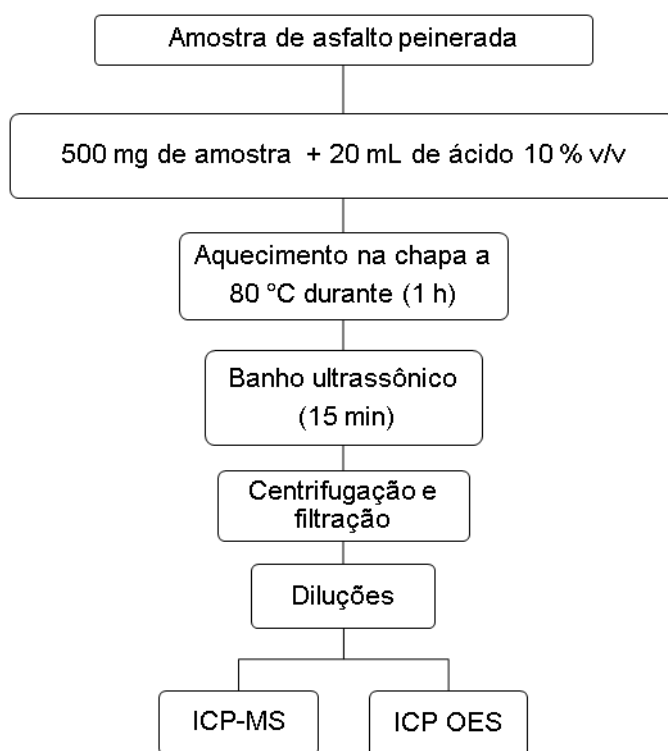 Amostra de asfalto peinerada
500 mg de amostra + 20 mL de ácido 10 % v/v
Aquecimento na chapa a
80 °C durante (1 h)
Banho ultrassônico
(15 min)
Centrifugação e
filtração
Diluções
ICP-MS
ICP OES